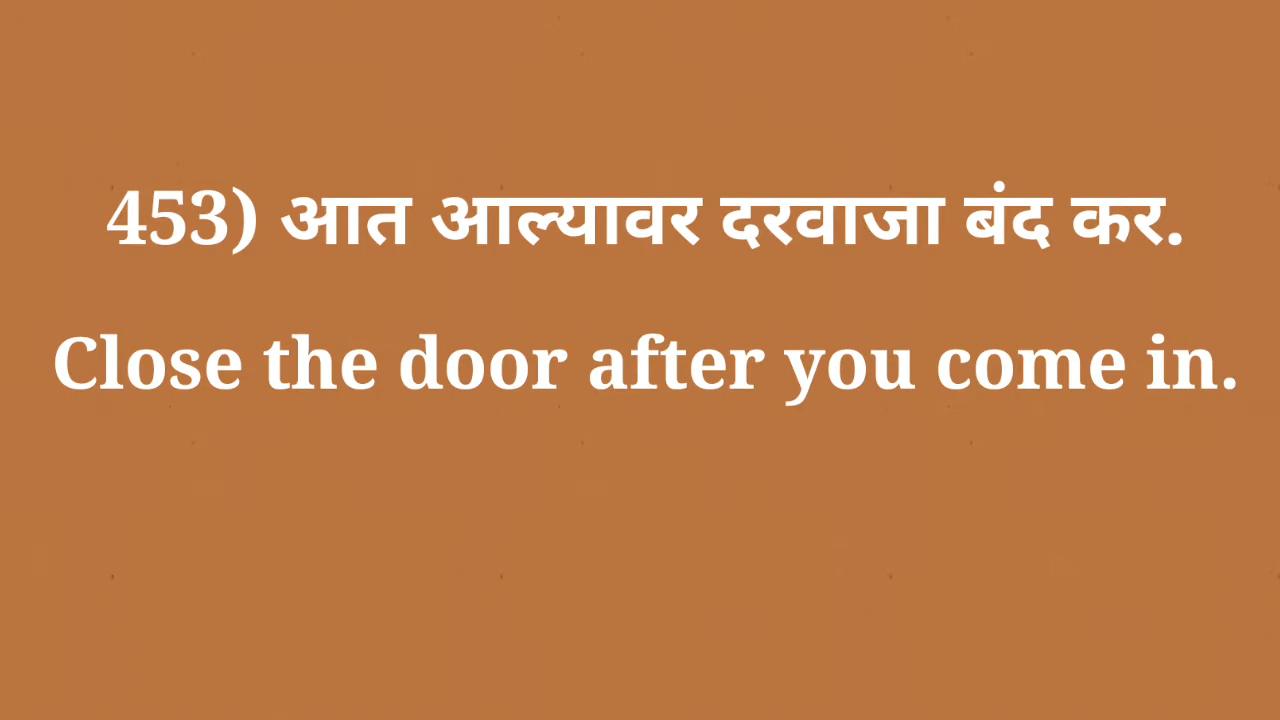 453) आत आल्यावर दरवाजा बंद कर.
Close the door after you come in.